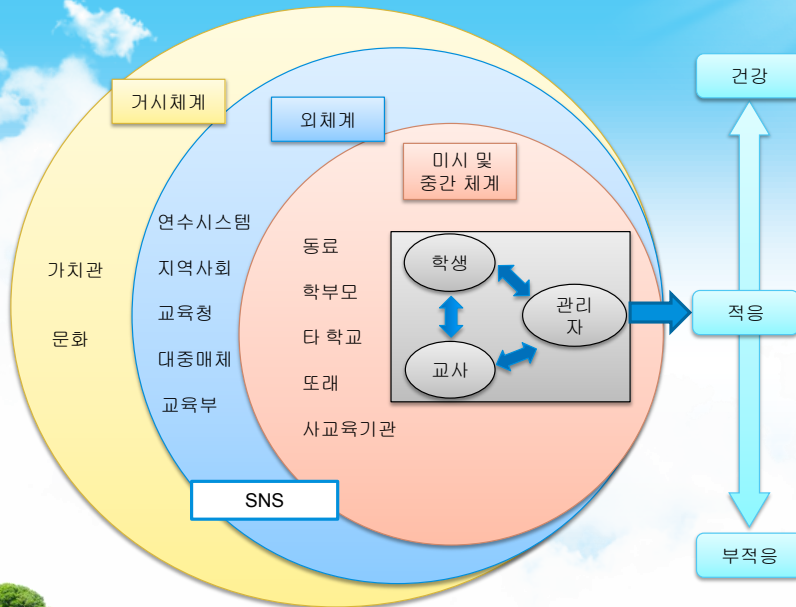 거시체계
외체계
미시 및
중간 체계
건강
가치관
문화
연수시스템
지역사회
교육청
대중매체
교육부
동료
학부모
타 학교
또래
사교육기관
학생
관리
자
교사
적응
SNS
부적응